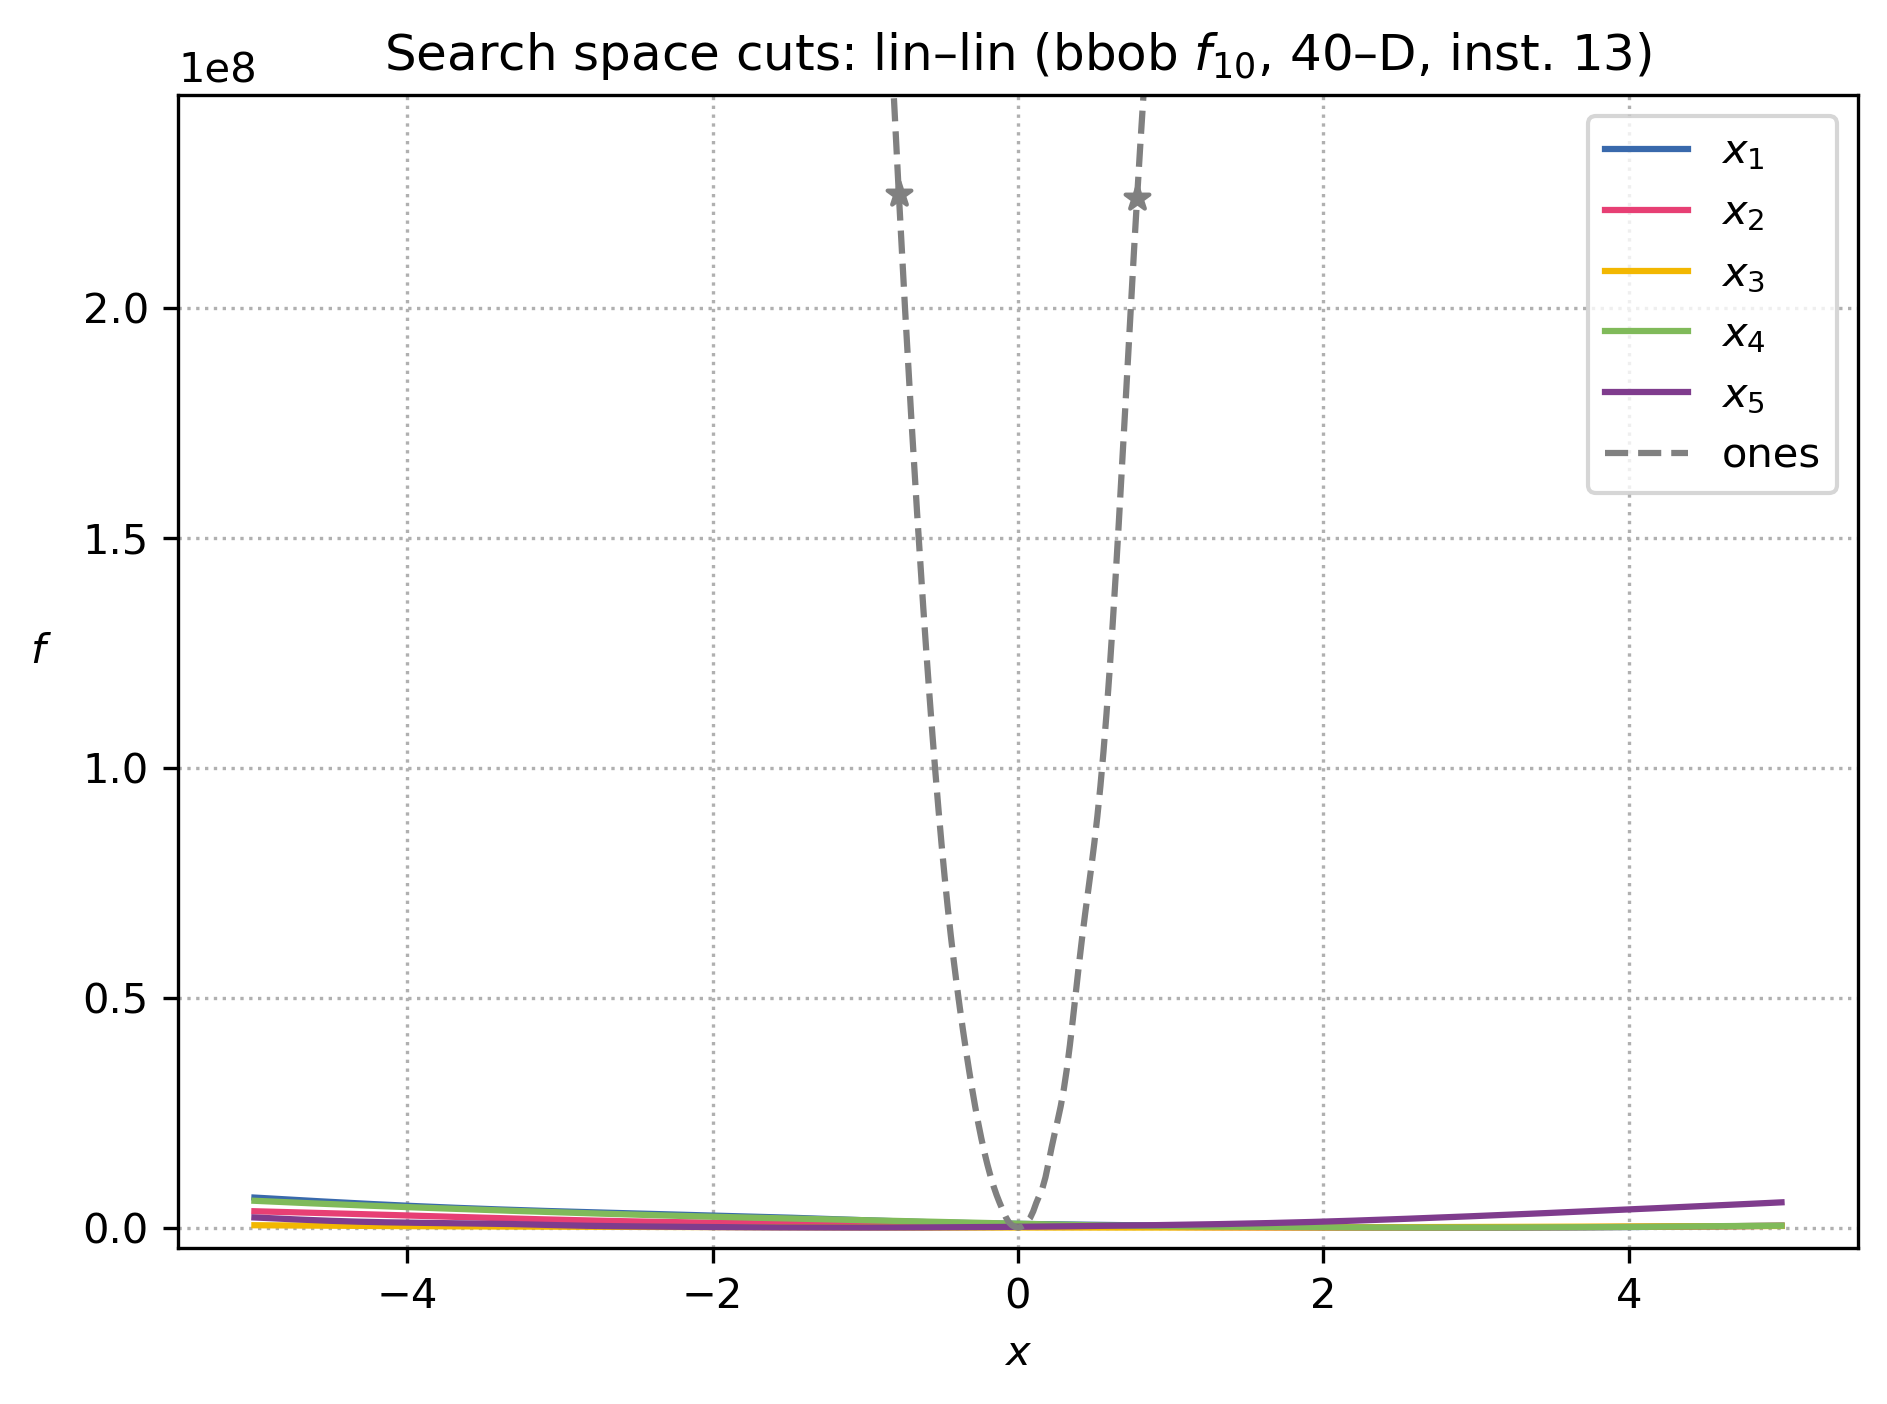 Search space cuts: lin–lin (bbob f₁₀, 40–D, inst. 13)
1e8
x₁
x₂
x₃
x₄
x₅
ones
2.0
1.5
1.0
0.5
0.0
f
−4 −2 0 2 4
x